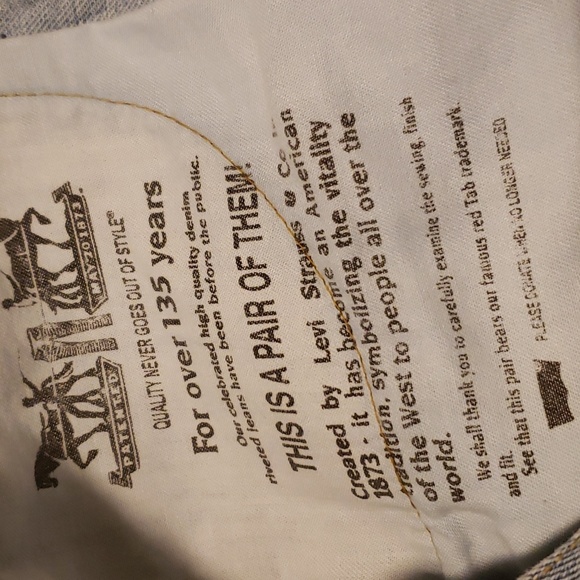 PATENTED
MAY 20 1873.
QUALITY NEVER GOES OUT OF STYLE®
For over 135 years
Our celebrated high quality denim
riveted jeans have been before the public.
THIS IS A PAIR OF THEM!
Created by Levi Strauss & Co.
1873 - it has become an American
tradition, symbolizing the vitality
of the West to people all over the
world.
We shall thank you to carefully examine the sewing, finish
and fit.
See that this pair bears our famous red Tab trademark.
PLEASE DONATE WHEN NO LONGER NEEDED